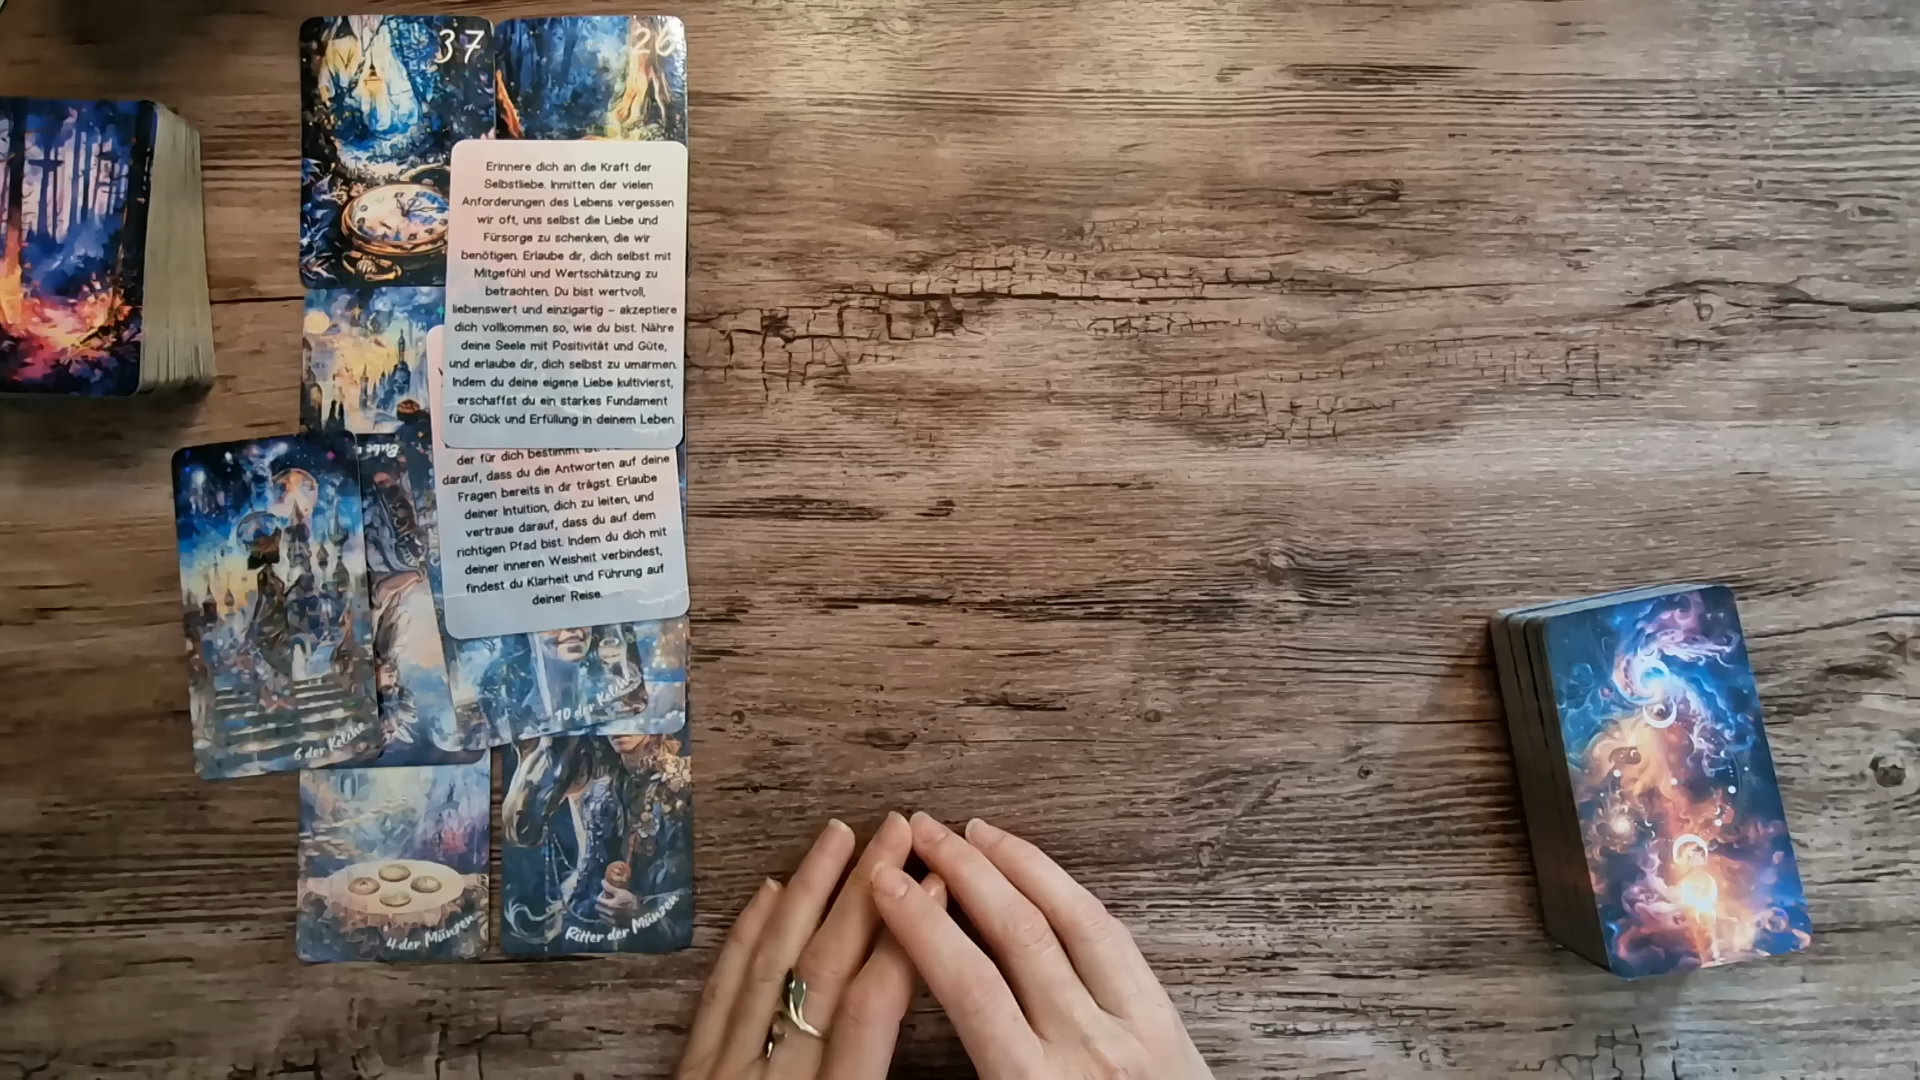 37
26
Erinnere dich an die Kraft der
Selbstliebe. Inmitten der vielen
Anforderungen des Lebens vergessen
wir oft, uns selbst die Liebe und
Fürsorge zu schenken, die wir
benötigen. Erlaube dir, dich selbst mit
Mitgefühl und Wertschätzung zu
betrachten. Du bist wertvoll,
liebenswert und einzigartig – akzeptiere
dich vollkommen so, wie du bist. Nähre
deine Seele mit Positivität und Güte,
und erlaube dir, dich selbst zu umarmen.
Indem du deine eigene Liebe kultivierst,
erschaffst du ein starkes Fundament
für Glück und Erfüllung in deinem Leben.
Bube
der für dich bestimmt ist.
darauf, dass du die Antworten auf deine
Fragen bereits in dir trägst. Erlaube
deiner Intuition, dich zu leiten, und
vertraue darauf, dass du auf dem
richtigen Pfad bist. Indem du dich mit
deiner inneren Weisheit verbindest,
findest du Klarheit und Führung auf
deiner Reise.
10 der Kelche
6 der Kelche
4 der Münzen
Ritter der Münzen